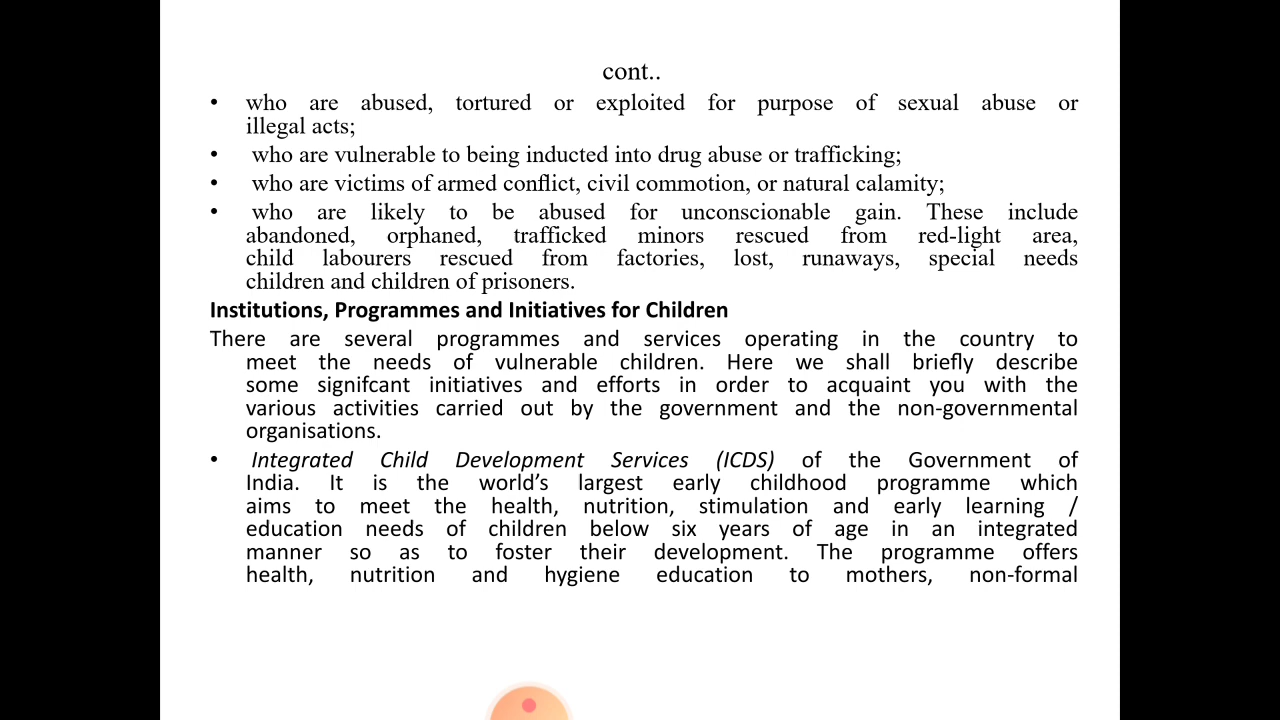 cont..
• who are abused, tortured or exploited for purpose of sexual abuse or
illegal acts;
• who are vulnerable to being inducted into drug abuse or trafficking;
• who are victims of armed conflict, civil commotion, or natural calamity;
• who are likely to be abused for unconscionable gain. These include
abandoned, orphaned, trafficked minors rescued from red-light area,
child labourers rescued from factories, lost, runaways, special needs
children and children of prisoners.
Institutions, Programmes and Initiatives for Children
There are several programmes and services operating in the country to
meet the needs of vulnerable children. Here we shall briefly describe
some signifcant initiatives and efforts in order to acquaint you with the
various activities carried out by the government and the non-governmental
organisations.
• Integrated Child Development Services (ICDS) of the Government of
India. It is the world’s largest early childhood programme which
aims to meet the health, nutrition, stimulation and early learning /
education needs of children below six years of age in an integrated
manner so as to foster their development. The programme offers
health, nutrition and hygiene education to mothers, non-formal